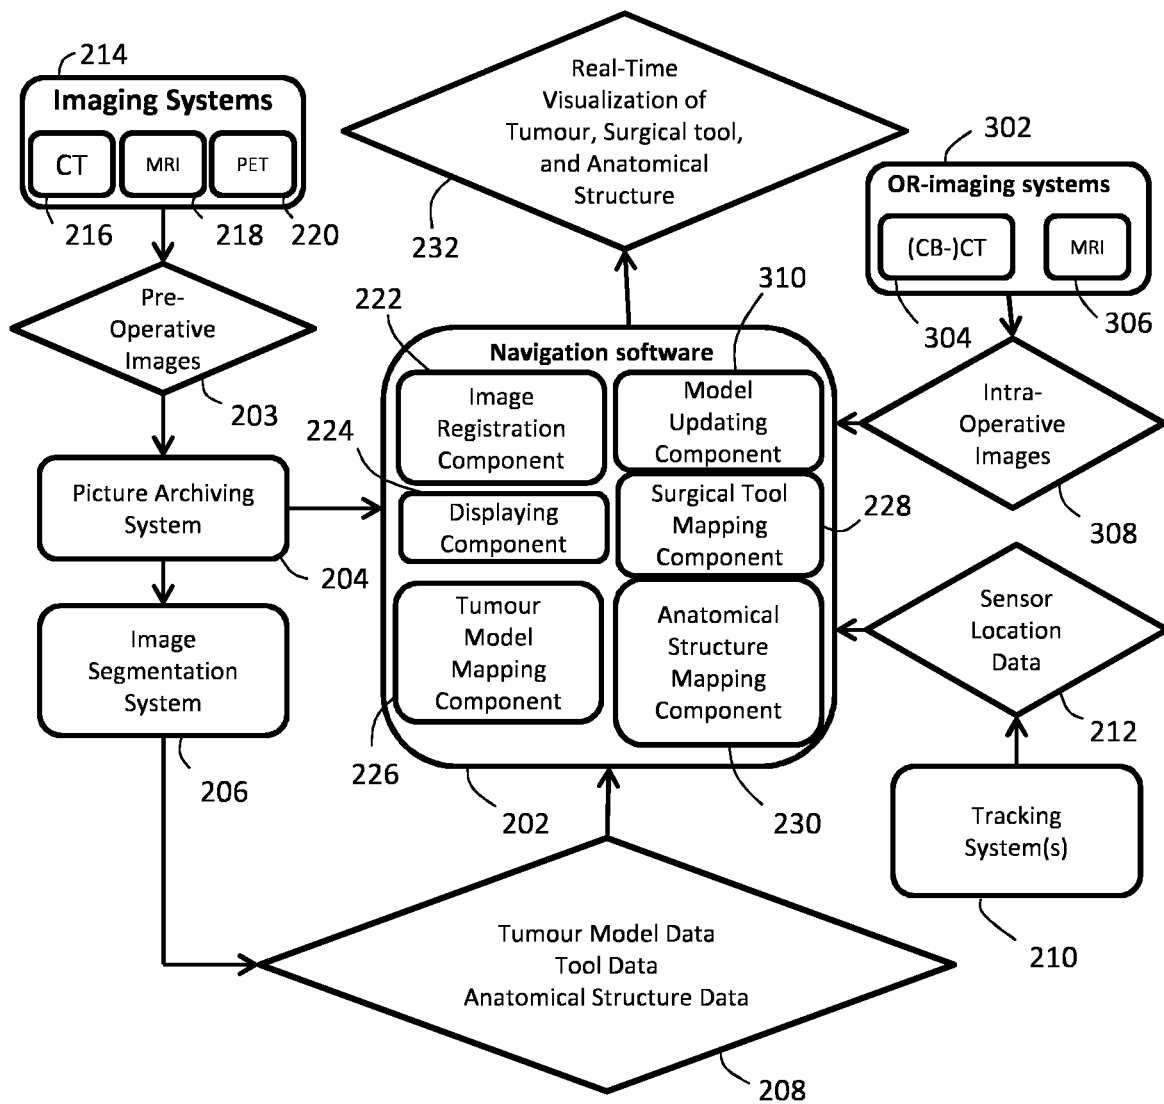 214
Imaging Systems
CT
MRI
PET
216
218
220
Real-Time
Visualization of
Tumour, Surgical tool,
and Anatomical
Structure
232
302
OR-imaging systems
(CB-)CT
MRI
304
306
Pre-
Operative
Images
203
222
310
Navigation software
Image
Registration
Component
Model
Updating
Component
224
Displaying
Component
Surgical Tool
Mapping
Component
228
Tumour
Model
Mapping
Component
Anatomical
Structure
Mapping
Component
226
202
230
Intra-
Operative
Images
308
Picture Archiving
System
204
Image
Segmentation
System
206
Sensor
Location
Data
212
Tracking
System(s)
210
Tumour Model Data
Tool Data
Anatomical Structure Data
208